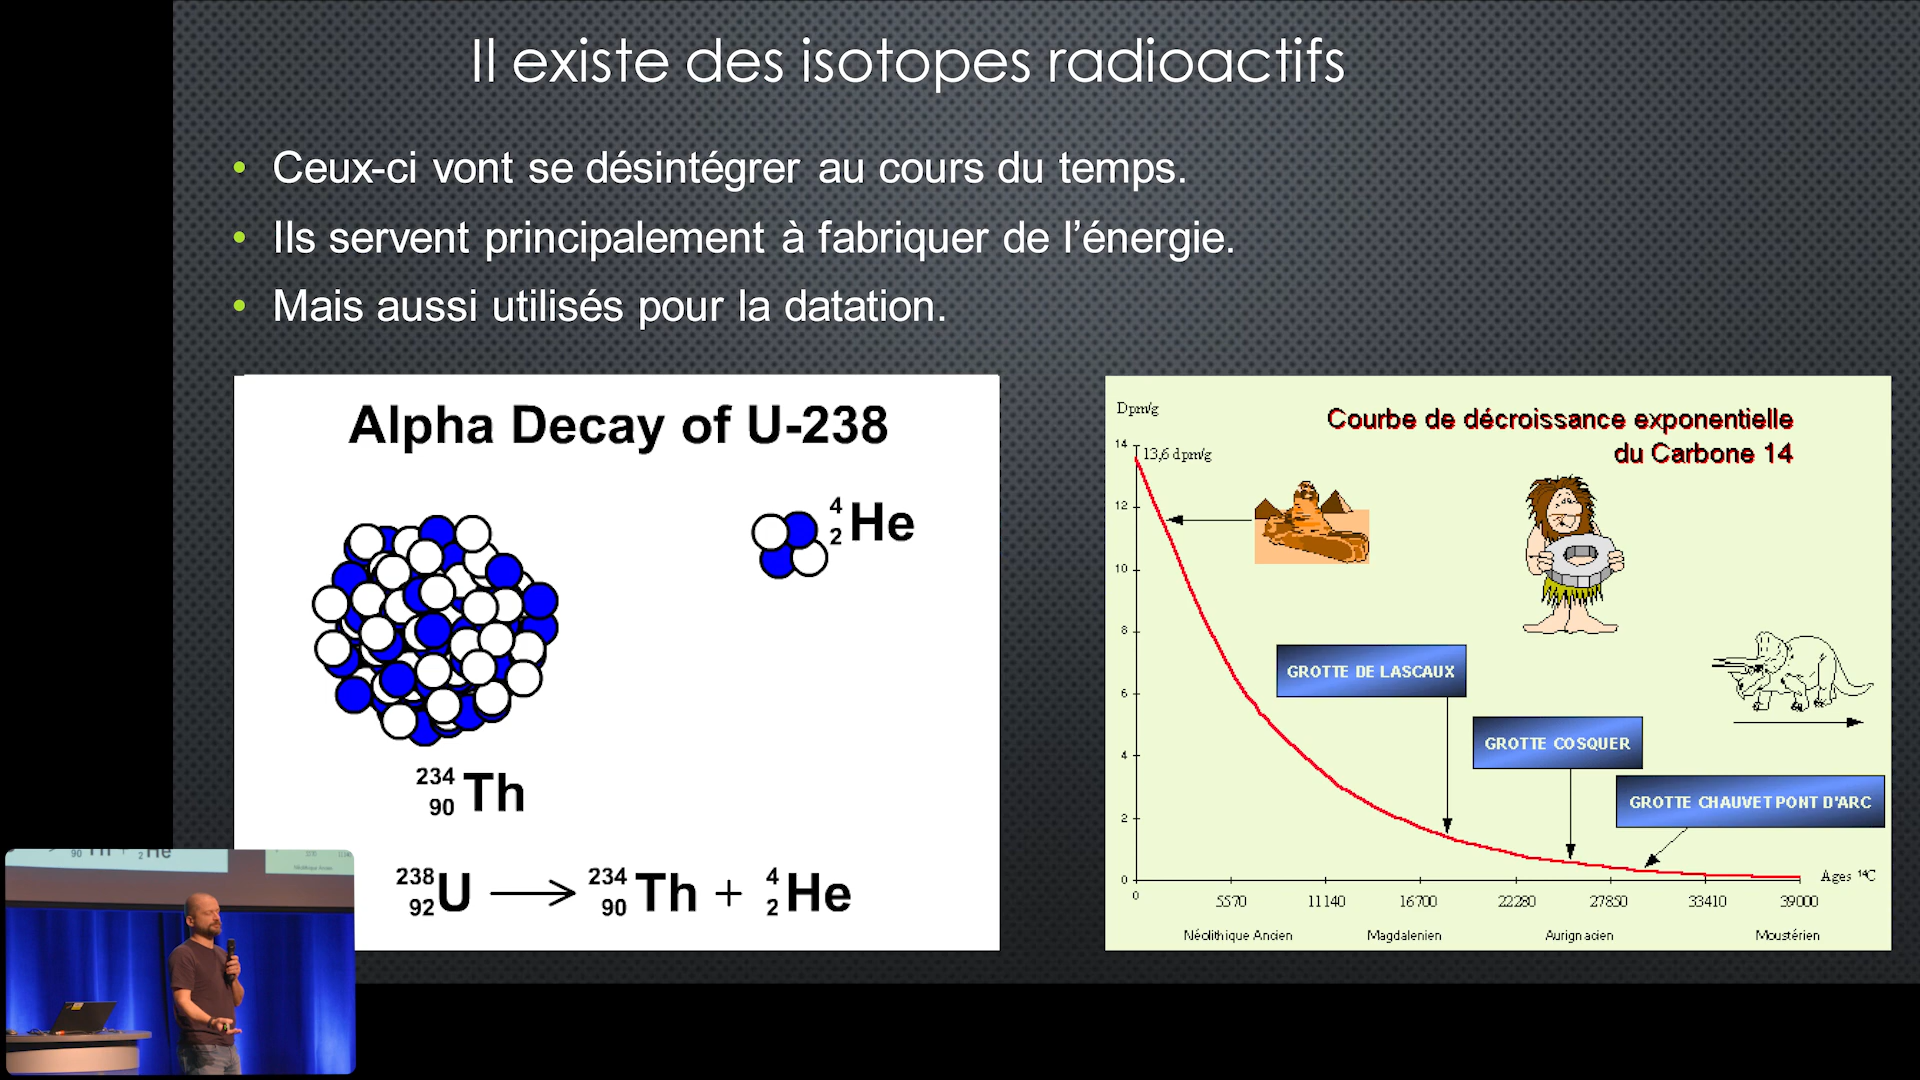 Il existe des isotopes radioactifs
• Ceux-ci vont se désintégrer au cours du temps.
• Ils servent principalement à fabriquer de l’énergie.
• Mais aussi utilisés pour la datation.
Alpha Decay of U-238
4
2 He
234
90 Th
238
92 U → 234
90 Th + 4
2 He
Dpm/g
Courbe de décroissance exponentielle
du Carbone 14
14
13,6 dpm/g
12
10
8
GROTTE DE LASCAUX
6
GROTTE COSQUER
4
GROTTE CHAUVET PONT D'ARC
2
0
Ages 14C
0 5570 11140 16700 22280 27850 33410 39000
Néolithique Ancien Magdalenien Aurignacien Moustérien